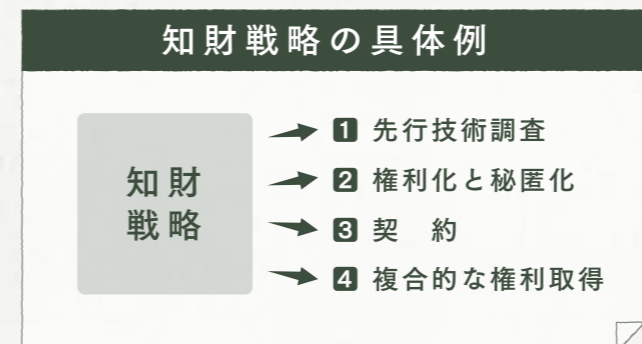 知財戦略の具体例
知財
戦略
1 先行技術調査
2 権利化と秘匿化
3 契　約
4 複合的な権利取得